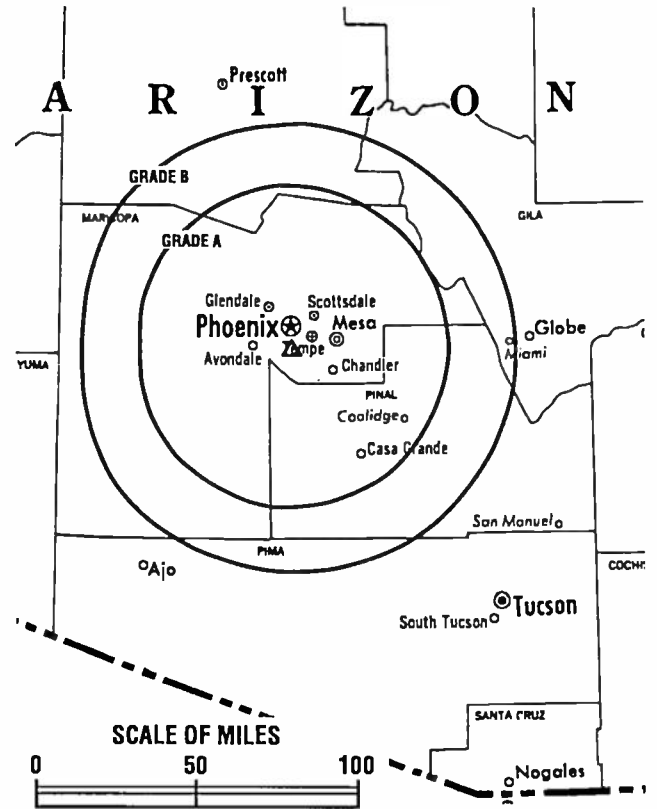 Prescott
A R I Z O N
GRADE B
MARICOPA
GILA
GRADE A
Glendale
Scottsdale
Phoenix
Mesa
Globe
Avondale
Tempe
Miami
YUMA
Chandler
PINAL
Coolidge
Casa Grande
San Manuel
PIMA
COCHIS
Ajo
Tucson
South Tucson
SANTA CRUZ
SCALE OF MILES
0 50 100
Nogales